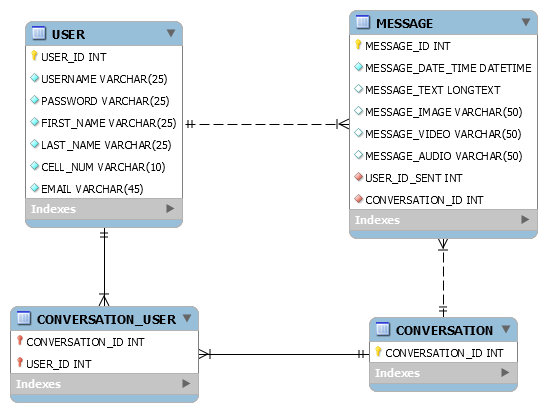 USER
USER_ID INT
USERNAME VARCHAR(25)
PASSWORD VARCHAR(25)
FIRST_NAME VARCHAR(25)
LAST_NAME VARCHAR(25)
CELL_NUM VARCHAR(10)
EMAIL VARCHAR(45)
Indexes
MESSAGE
MESSAGE_ID INT
MESSAGE_DATE_TIME DATETIME
MESSAGE_TEXT LONGTEXT
MESSAGE_IMAGE VARCHAR(50)
MESSAGE_VIDEO VARCHAR(50)
MESSAGE_AUDIO VARCHAR(50)
USER_ID_SENT INT
CONVERSATION_ID INT
Indexes
CONVERSATION_USER
CONVERSATION_ID INT
USER_ID INT
Indexes
CONVERSATION
CONVERSATION_ID INT
Indexes